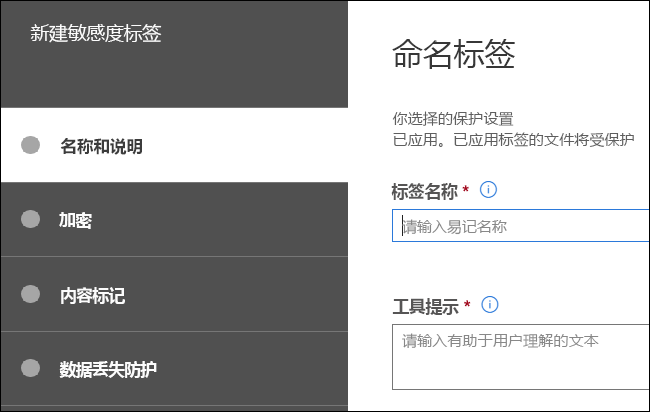 新建敏感度标签
名称和说明
加密
内容标记
数据丢失防护
命名标签
你选择的保护设置
已应用。已应用标签的文件将受保护
标签名称 *
请输入易记名称
工具提示 *
请输入有助于用户理解的文本